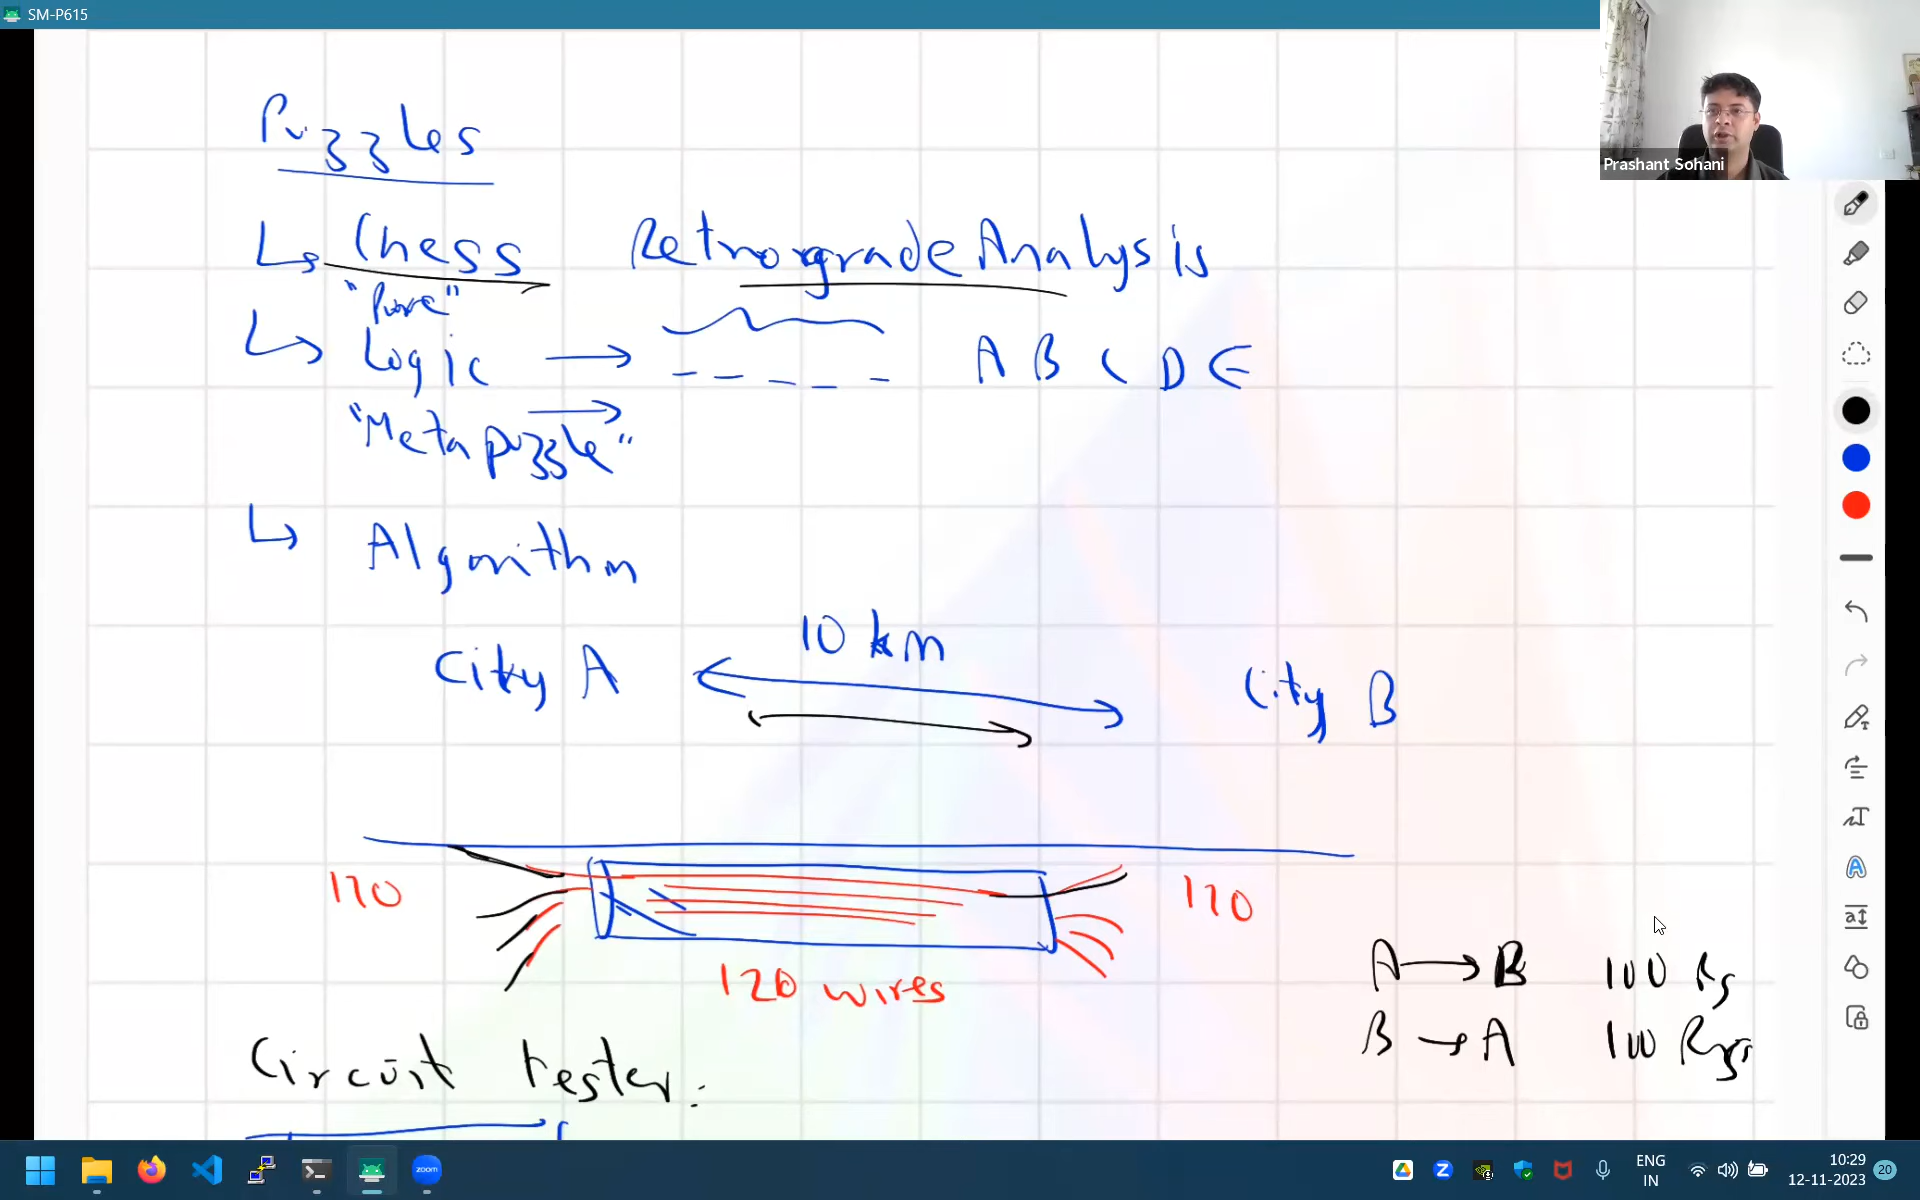 SM-P615
Prashant Sohani
Puzzles
Chess Retrograde Analysis
"Pure"
Logic → _ _ _ _ _ A B C D E
"Meta puzzle"
Algorithm
10 km
City A City B
120 120
120 wires
A → B 100 Rs
B → A 100 Rs
Circuit tester:
zoom
ENG
IN
10:29
12-11-2023
20